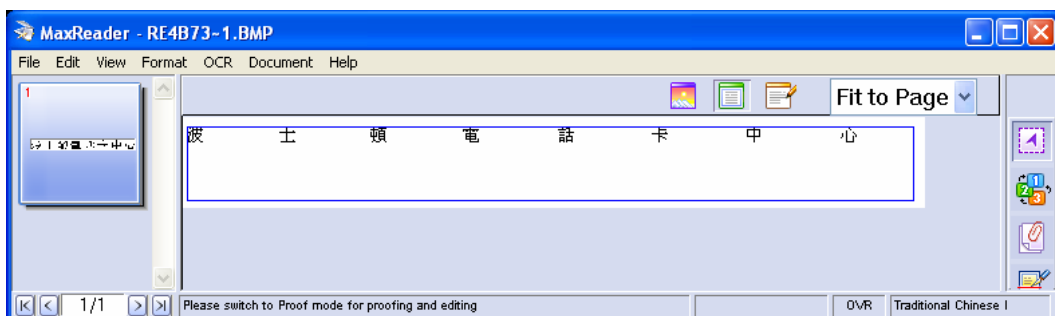 MaxReader - RE4B73~1.BMP
File Edit View Format OCR Document Help
Fit to Page
1
波士頓電話卡中心
1/1 Please switch to Proof mode for proofing and editing OVR Traditional Chinese